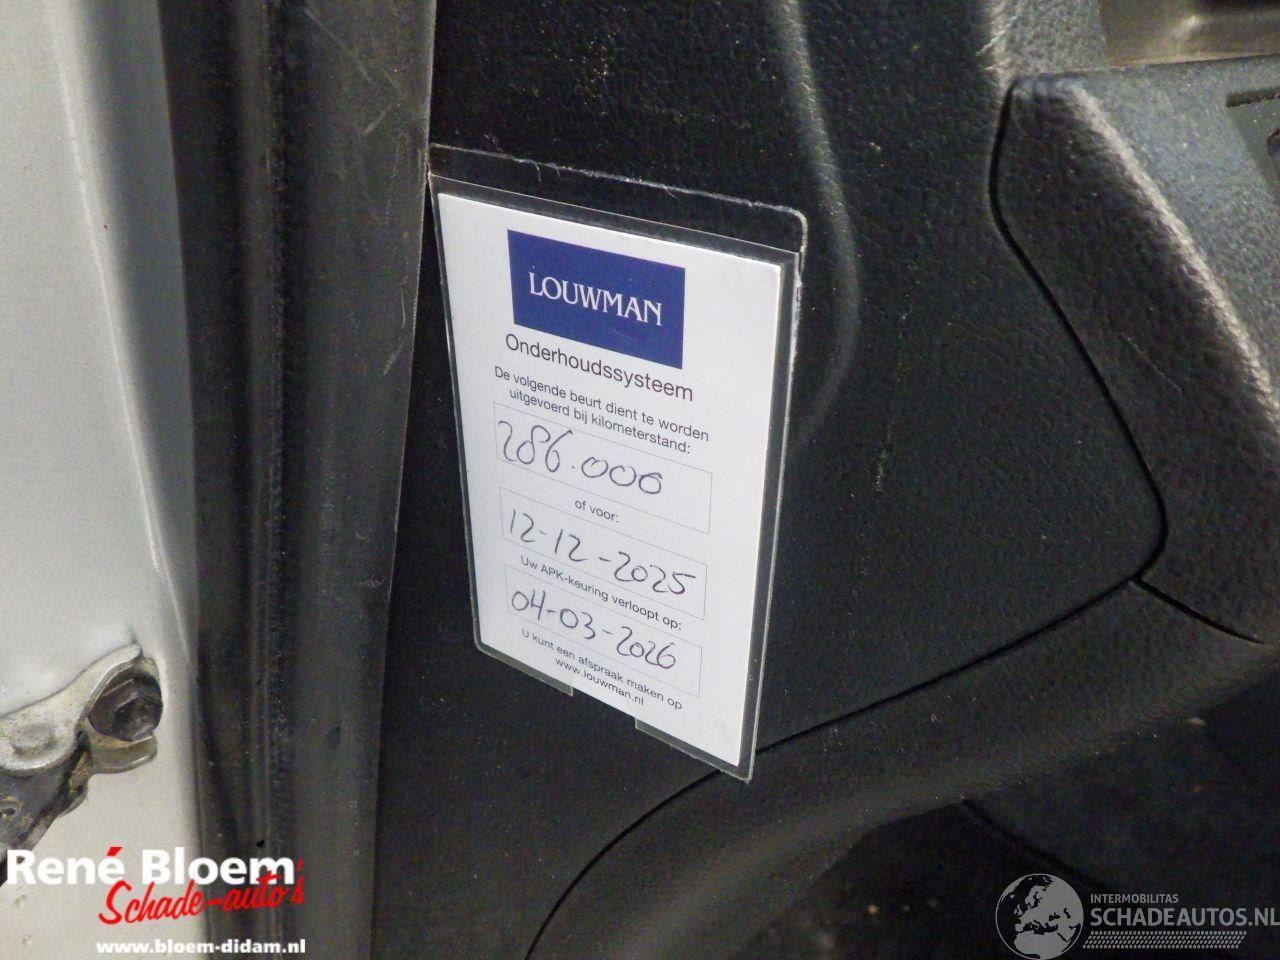 LOUWMAN
Onderhoudssysteem
De volgende beurt dient te worden
uitgevoerd bij kilometerstand:
286.000
of voor:
12-12-2025
Uw APK-keuring verloopt op:
04-03-2026
U kunt een afspraak maken op
www.louwman.nl
René Bloem
Schade-auto's
www.bloem-didam.nl
INTERMOBILITAS
SCHADEAUTOS.NL